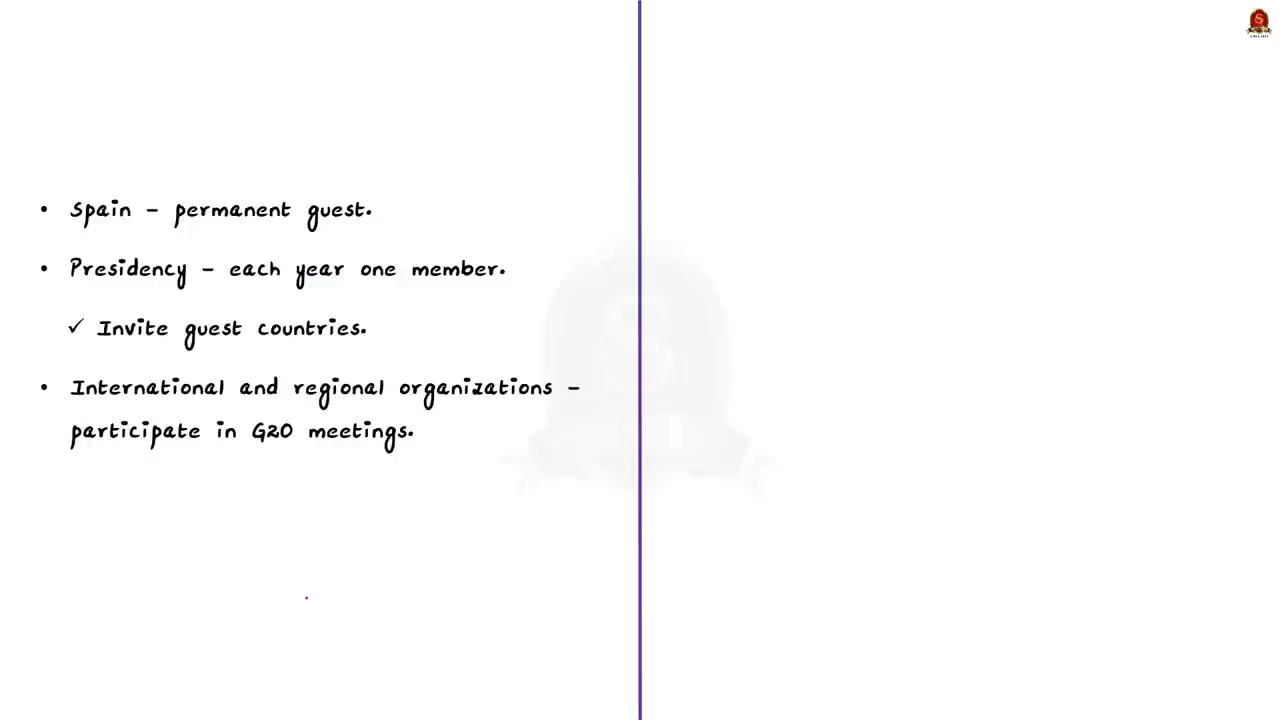 • Spain - permanent guest.
• Presidency - each year one member.
✓ Invite guest countries.
• International and regional organizations -
participate in G20 meetings.